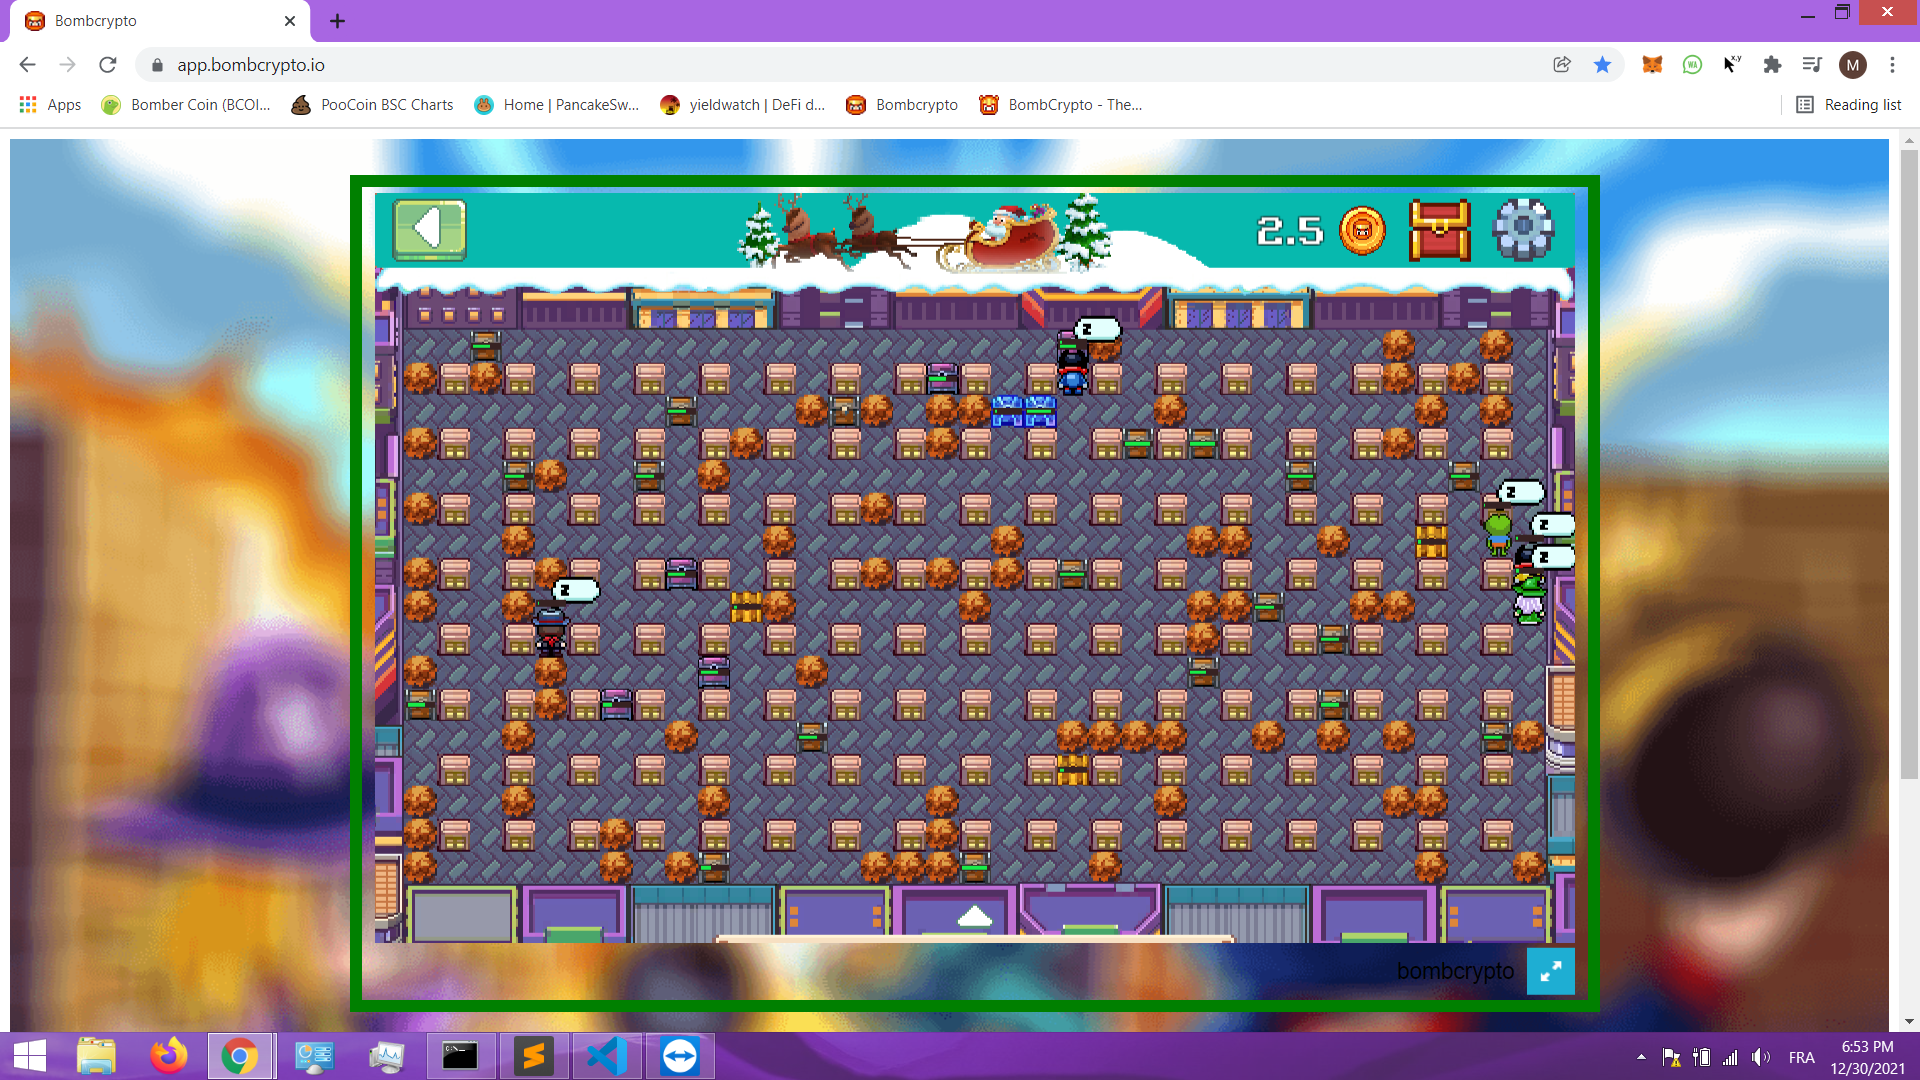 Bombcrypto
app.bombcrypto.io
M
Apps
Bomber Coin (BCOI...
PooCoin BSC Charts
Home | PancakeSw...
yieldwatch | DeFi d...
Bombcrypto
BombCrypto - The...
Reading list
2.5
z
z
z
z
z
bombcrypto
FRA
6:53 PM
12/30/2021